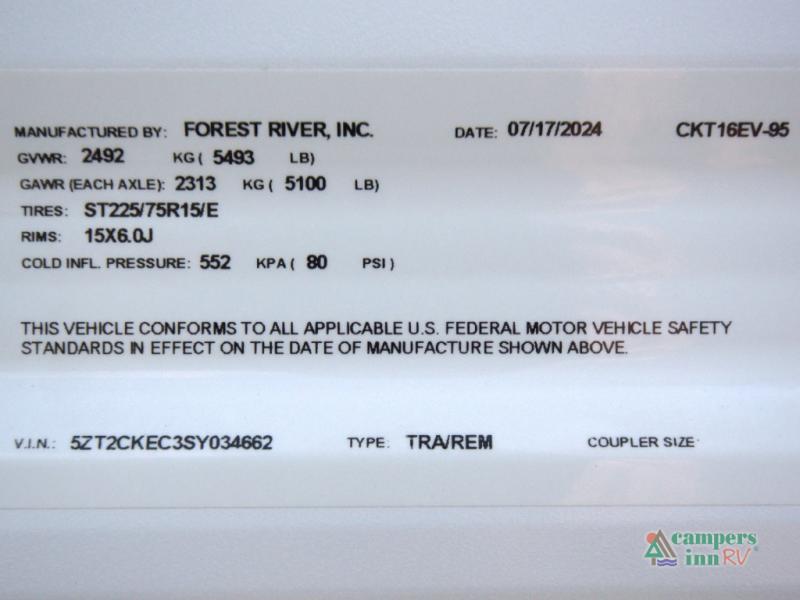 MANUFACTURED BY: FOREST RIVER, INC. DATE: 07/17/2024 CKT16EV-95
GVWR: 2492 KG ( 5493 LB)
GAWR (EACH AXLE): 2313 KG ( 5100 LB)
TIRES: ST225/75R15/E
RIMS: 15X6.0J
COLD INFL. PRESSURE: 552 KPA ( 80 PSI )
THIS VEHICLE CONFORMS TO ALL APPLICABLE U.S. FEDERAL MOTOR VEHICLE SAFETY
STANDARDS IN EFFECT ON THE DATE OF MANUFACTURE SHOWN ABOVE.
V.I.N.: 5ZT2CKEC3SY034662 TYPE: TRA/REM COUPLER SIZE
campers
inn RV